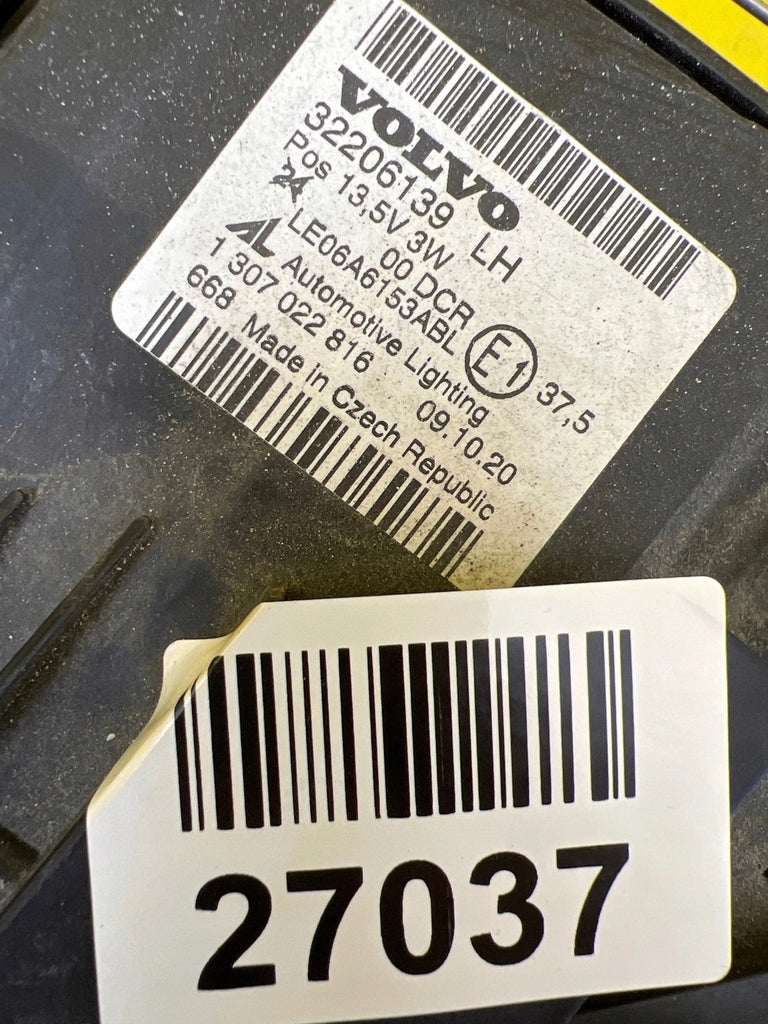 VOLVO
32206139 LH
Pos 13,5V 3W
24 00 DCR
LE06A6153ABL E1 37,5
AL Automotive Lighting
1 307 022 816 09.10.20
668 Made in Czech Republic
27037